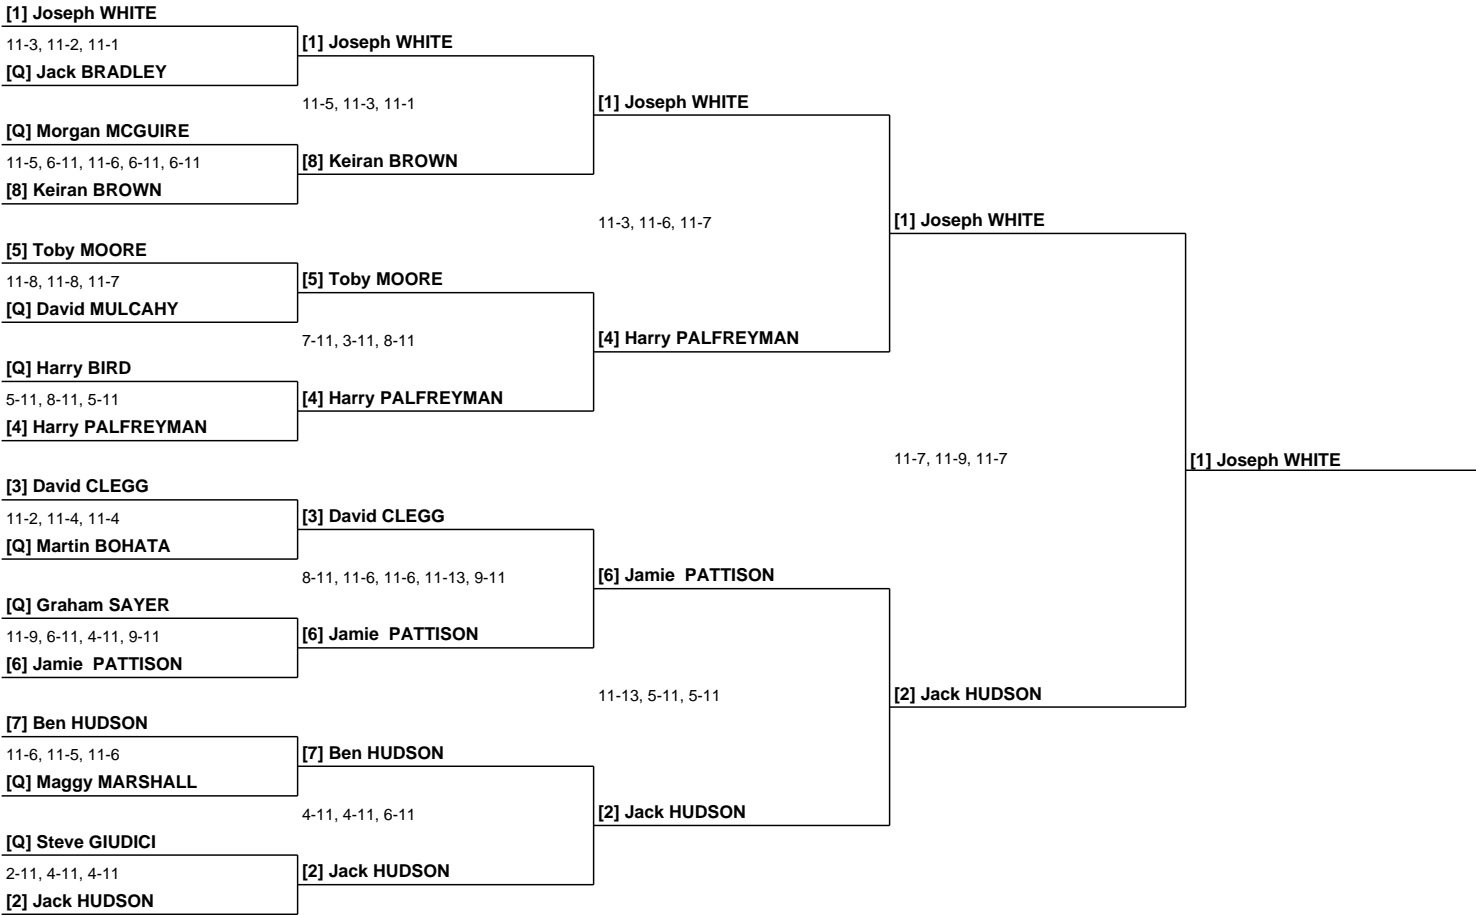 [1] Joseph WHITE
11-3, 11-2, 11-1
[Q] Jack BRADLEY
[Q] Morgan MCGUIRE
11-5, 6-11, 11-6, 6-11, 6-11
[8] Keiran BROWN
[5] Toby MOORE
11-8, 11-8, 11-7
[Q] David MULCAHY
[Q] Harry BIRD
5-11, 8-11, 5-11
[4] Harry PALFREYMAN
[3] David CLEGG
11-2, 11-4, 11-4
[Q] Martin BOHATA
[Q] Graham SAYER
11-9, 6-11, 4-11, 9-11
[6] Jamie  PATTISON
[7] Ben HUDSON
11-6, 11-5, 11-6
[Q] Maggy MARSHALL
[Q] Steve GIUDICI
2-11, 4-11, 4-11
[2] Jack HUDSON
[1] Joseph WHITE
11-5, 11-3, 11-1
[8] Keiran BROWN
[5] Toby MOORE
7-11, 3-11, 8-11
[4] Harry PALFREYMAN
[3] David CLEGG
8-11, 11-6, 11-6, 11-13, 9-11
[6] Jamie  PATTISON
[7] Ben HUDSON
4-11, 4-11, 6-11
[2] Jack HUDSON
[1] Joseph WHITE
11-3, 11-6, 11-7
[4] Harry PALFREYMAN
[6] Jamie  PATTISON
11-13, 5-11, 5-11
[2] Jack HUDSON
[1] Joseph WHITE
11-7, 11-9, 11-7
[2] Jack HUDSON
[1] Joseph WHITE